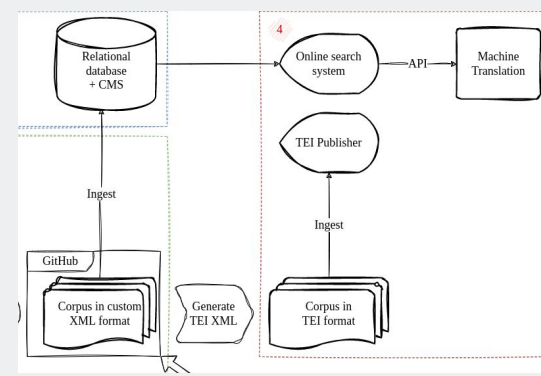 4
Relational
database
+ CMS
Online search
system
API
Machine
Translation
TEI Publisher
Ingest
Ingest
GitHub
Corpus in custom
XML format
Generate
TEI XML
Corpus in
TEI format